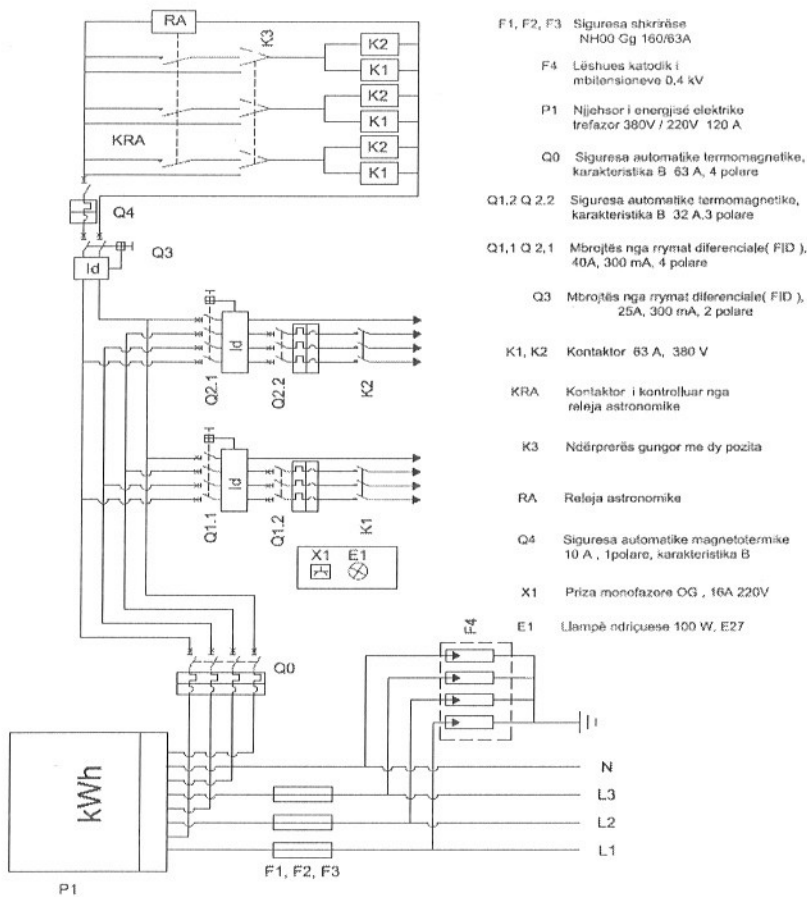 RA
K3
K2
K1
K2
K1
K2
K1
KRA
Q4
Q3
Id
Q2.1
Id
Q2.2
K2
Q1.1
Id
Q1.2
K1
X1 E1
Q0
F4
kWh
N
L3
L2
L1
F1, F2, F3
P1
F1, F2, F3 Siguresa shkrirëse
NH00 Gg 160/63A
F4 Lëshues katodik i
mbitensioneve 0,4 kV
P1 Njjehsor i energjisë elektrike
trefazor 380V / 220V 120 A
Q0 Siguresa automatike termomagnetike,
karakteristika B 63 A, 4 polare
Q1,2 Q 2.2 Siguresa automatike termomagnetike,
karakteristika B 32 A,3 polare
Q1,1 Q 2,1 Mbrojtës nga rrymat diferenciale( FID ),
40A, 300 mA, 4 polare
Q3 Mbrojtës nga rrymat diferenciale( FID ),
25A, 300 mA, 2 polare
K1, K2 Kontaktor 63 A, 380 V
KRA Kontaktor i kontrolluar nga
releja astronomike
K3 Ndërprerës gungor me dy pozita
RA Releja astronomike
Q4 Siguresa automatike magnetotermike
10 A , 1polare, karakteristika B
X1 Priza monofazore OG , 16A 220V
E1 Llampë ndriçuese 100 W, E27